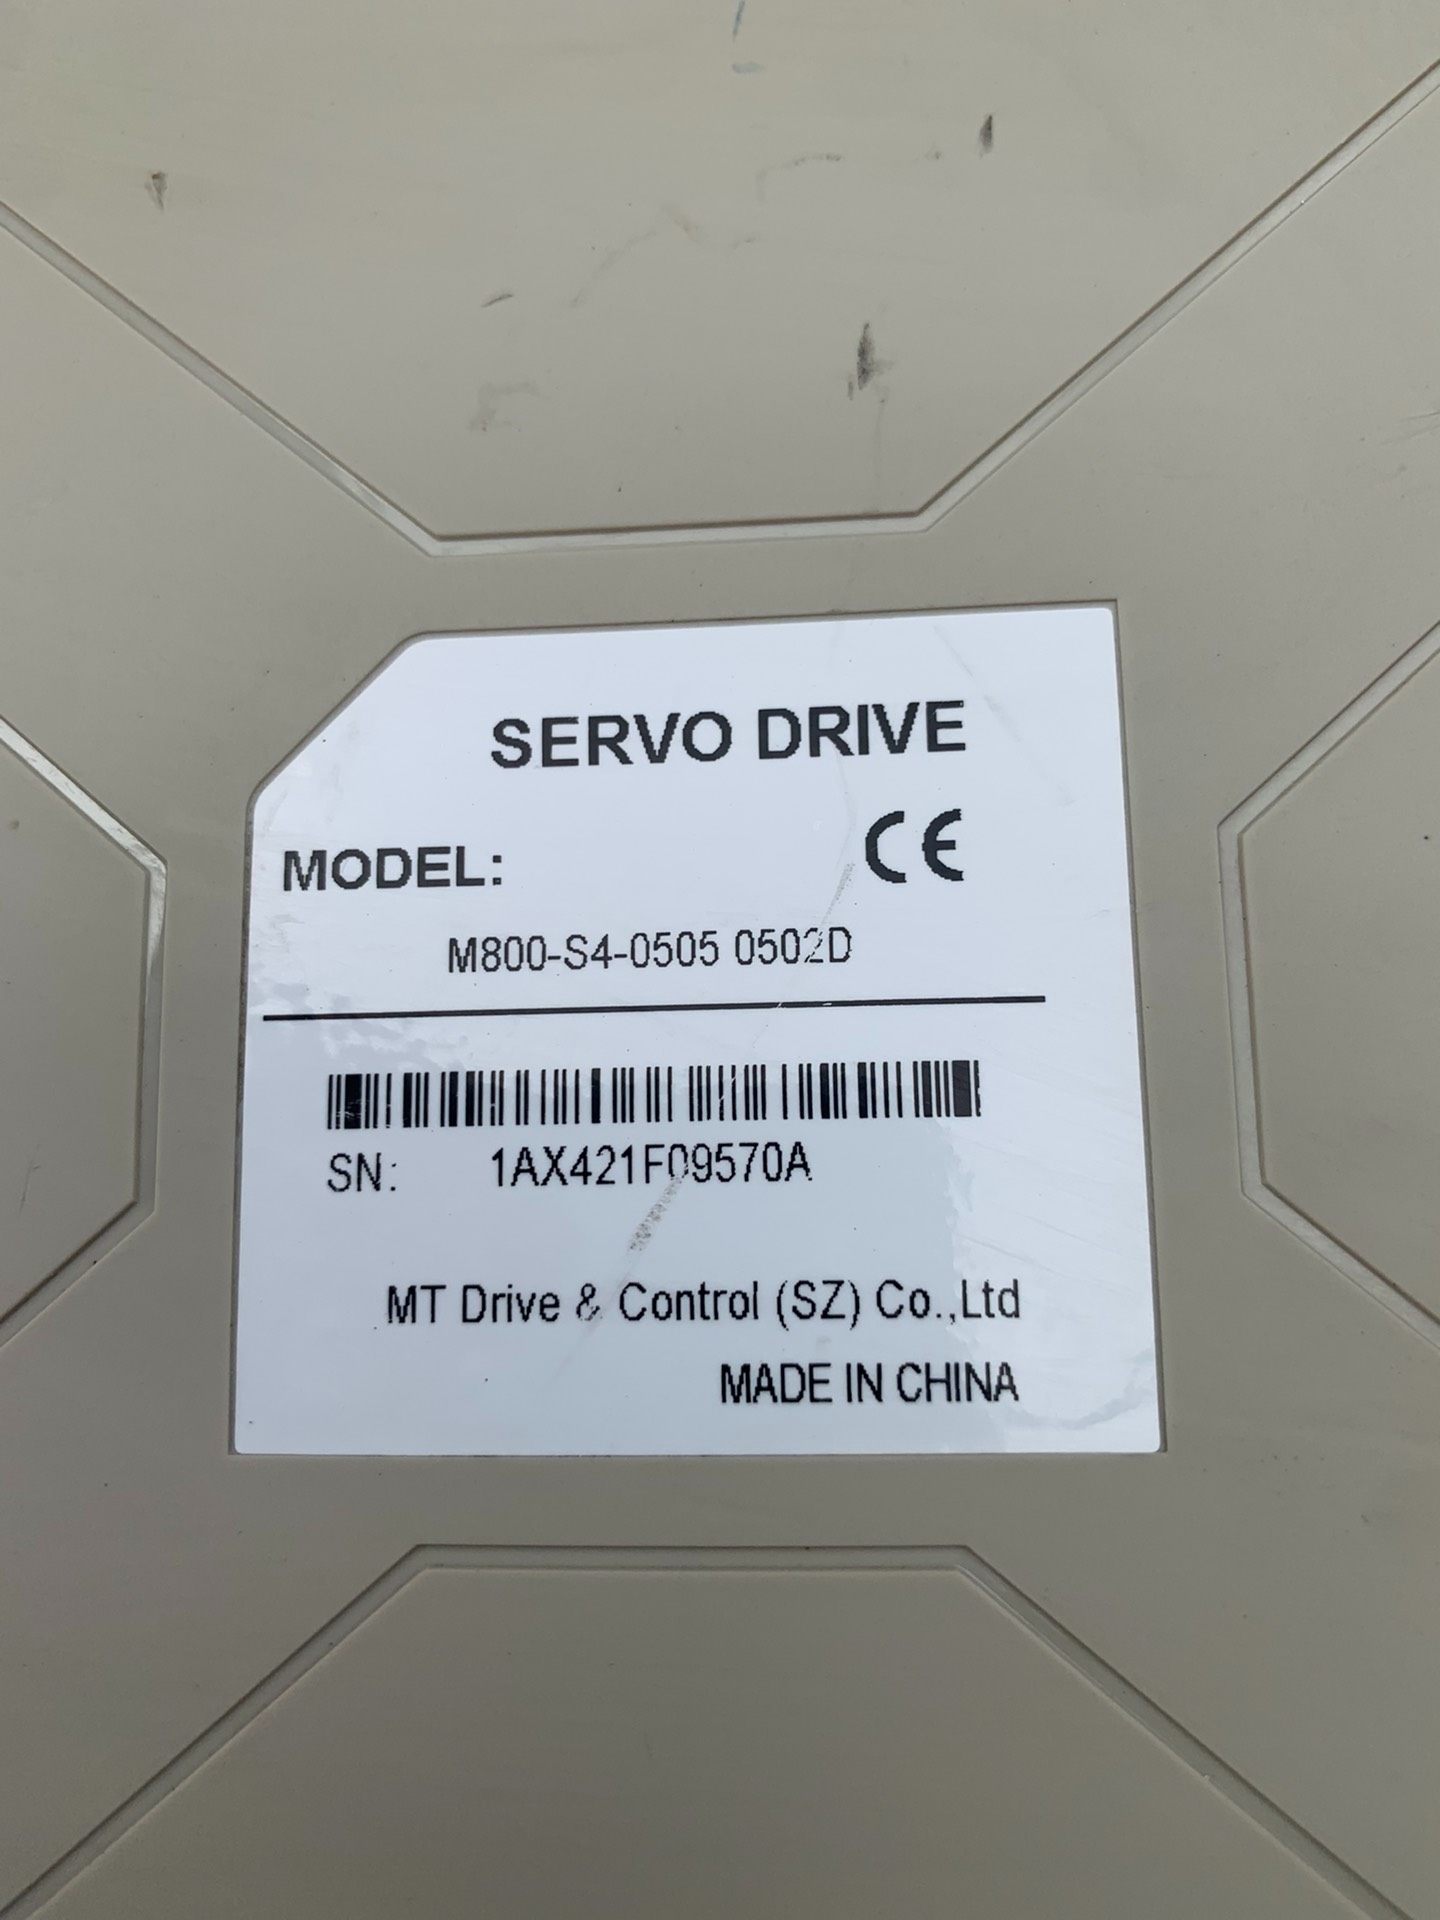 SERVO DRIVE
MODEL: CE
M800-S4-0505 0502D
SN: 1AX421F09570A
MT Drive & Control (SZ) Co.,Ltd
MADE IN CHINA